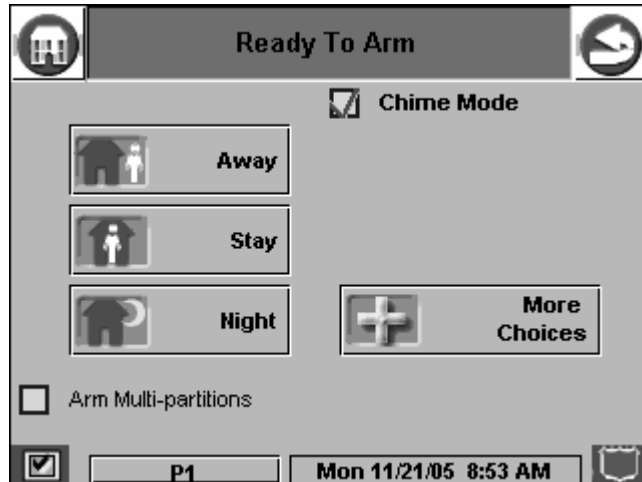 Ready To Arm
Chime Mode
Away
Stay
Night
More
Choices
Arm Multi-partitions
P1
Mon 11/21/05 8:53 AM